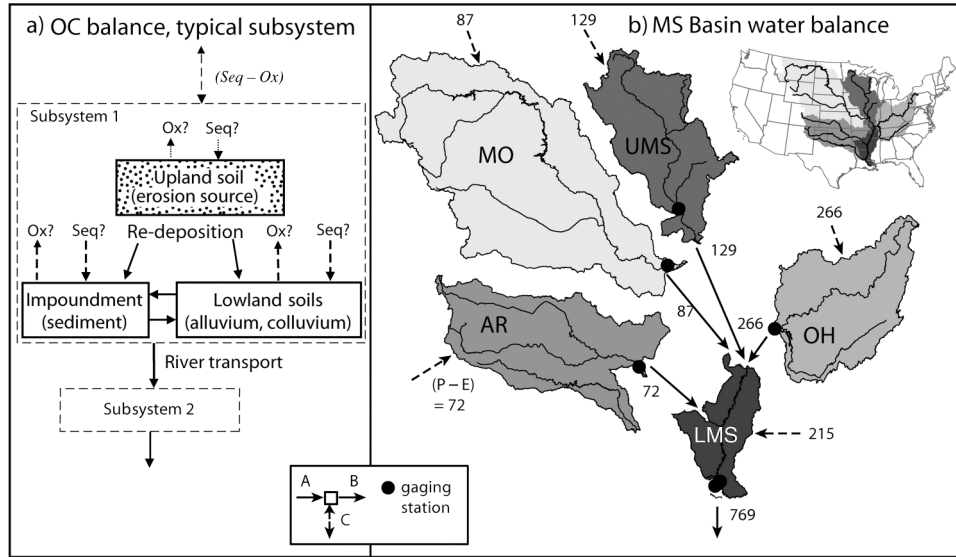 a) OC balance, typical subsystem
(Seq – Ox)
Subsystem 1
Ox? Seq?
Upland soil
(erosion source)
Ox? Seq? Re-deposition Ox? Seq?
Impoundment
(sediment)
Lowland soils
(alluvium, colluvium)
River transport
Subsystem 2
A B
C
gaging
station
b) MS Basin water balance
87
129
MO
UMS
266
129
87
266
OH
AR
(P – E)
= 72
72
LMS
215
769